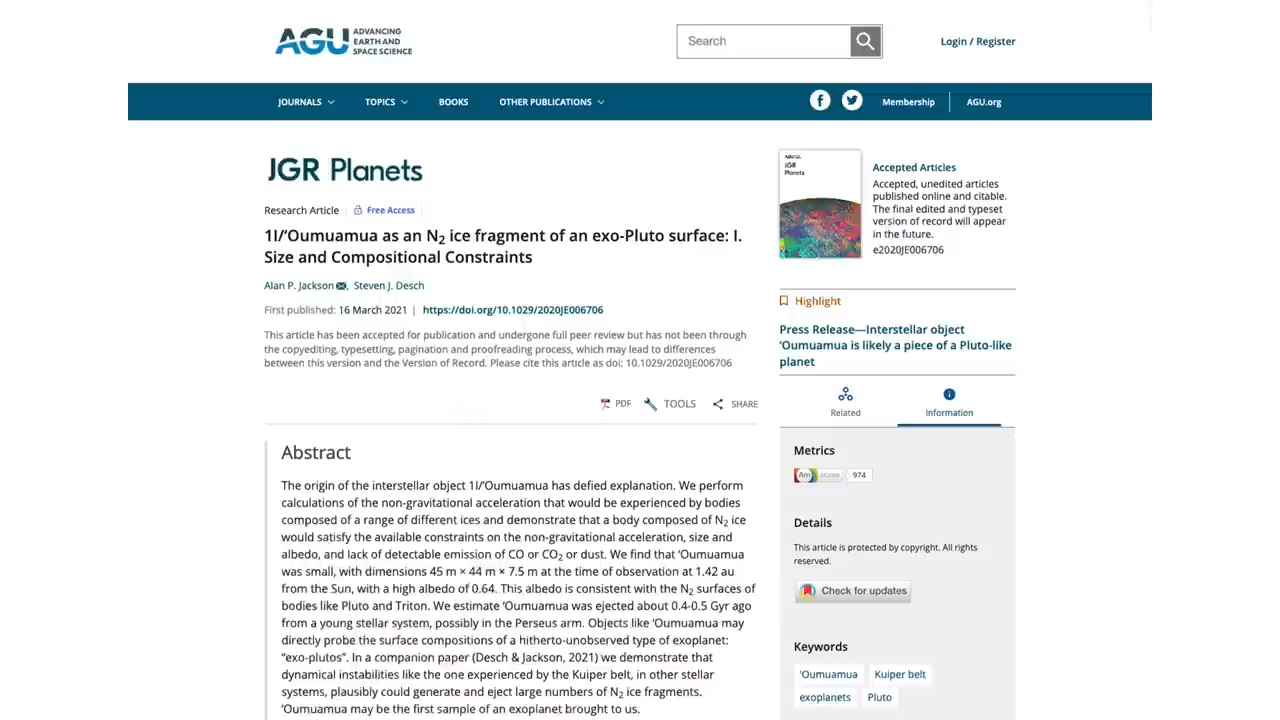 AGU ADVANCING
EARTH AND
SPACE SCIENCE
Search
Login / Register
JOURNALS
TOPICS
BOOKS
OTHER PUBLICATIONS
Membership
AGU.org
JGR Planets
Research Article
Free Access
1I/‘Oumuamua as an N2 ice fragment of an exo-Pluto surface: I.
Size and Compositional Constraints
Alan P. Jackson, Steven J. Desch
First published: 16 March 2021 | https://doi.org/10.1029/2020JE006706
This article has been accepted for publication and undergone full peer review but has not been through
the copyediting, typesetting, pagination and proofreading process, which may lead to differences
between this version and the Version of Record. Please cite this article as doi: 10.1029/2020JE006706
PDF
TOOLS
SHARE
Abstract
The origin of the interstellar object 1I/‘Oumuamua has defied explanation. We perform
calculations of the non-gravitational acceleration that would be experienced by bodies
composed of a range of different ices and demonstrate that a body composed of N2 ice
would satisfy the available constraints on the non-gravitational acceleration, size and
albedo, and lack of detectable emission of CO or CO2 or dust. We find that ‘Oumuamua
was small, with dimensions 45 m × 44 m × 7.5 m at the time of observation at 1.42 au
from the Sun, with a high albedo of 0.64. This albedo is consistent with the N2 surfaces of
bodies like Pluto and Triton. We estimate ‘Oumuamua was ejected about 0.4-0.5 Gyr ago
from a young stellar system, possibly in the Perseus arm. Objects like ‘Oumuamua may
directly probe the surface compositions of a hitherto-unobserved type of exoplanet:
“exo-plutos”. In a companion paper (Desch & Jackson, 2021) we demonstrate that
dynamical instabilities like the one experienced by the Kuiper belt, in other stellar
systems, plausibly could generate and eject large numbers of N2 ice fragments.
‘Oumuamua may be the first sample of an exoplanet brought to us.
JGR
Planets
Accepted Articles
Accepted, unedited articles
published online and citable.
The final edited and typeset
version of record will appear
in the future.
e2020JE006706
Highlight
Press Release—Interstellar object
‘Oumuamua is likely a piece of a Pluto-like
planet
Related
Information
Metrics
Am
974
Details
This article is protected by copyright. All rights
reserved.
Check for updates
Keywords
'Oumuamua
Kuiper belt
exoplanets
Pluto